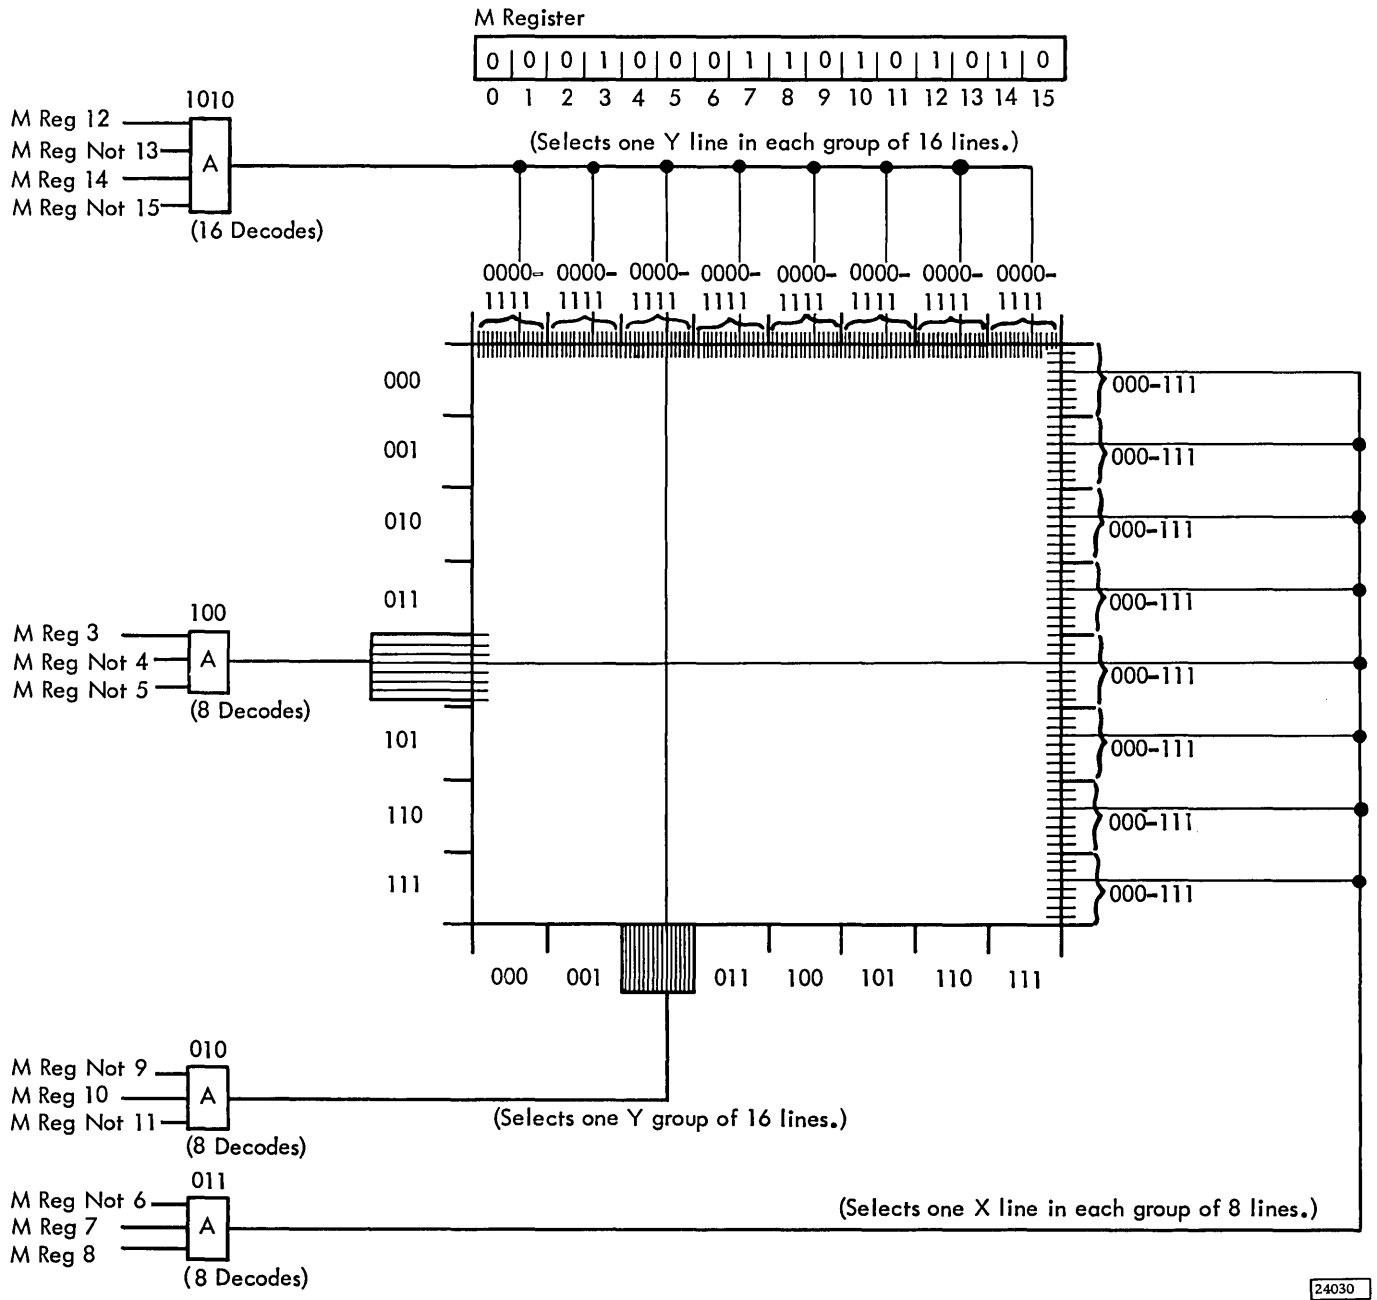 M Register
0 0 0 1 0 0 0 1 1 0 1 0 1 0 1 0
0 1 2 3 4 5 6 7 8 9 10 11 12 13 14 15
(Selects one Y line in each group of 16 lines.)
1010
M Reg 12
M Reg Not 13
M Reg 14
M Reg Not 15
A
(16 Decodes)
0000- 0000- 0000- 0000- 0000- 0000- 0000- 0000-
1111 1111 1111 1111 1111 1111 1111 1111
000
000-111
001
000-111
010
000-111
011
000-111
100
M Reg 3
M Reg Not 4
M Reg Not 5
A
(8 Decodes)
000-111
101
000-111
110
000-111
111
000-111
000 001 011 100 101 110 111
010
M Reg Not 9
M Reg 10
M Reg Not 11
A
(8 Decodes)
(Selects one Y group of 16 lines.)
011
M Reg Not 6
M Reg 7
M Reg 8
A
(8 Decodes)
(Selects one X line in each group of 8 lines.)
24030